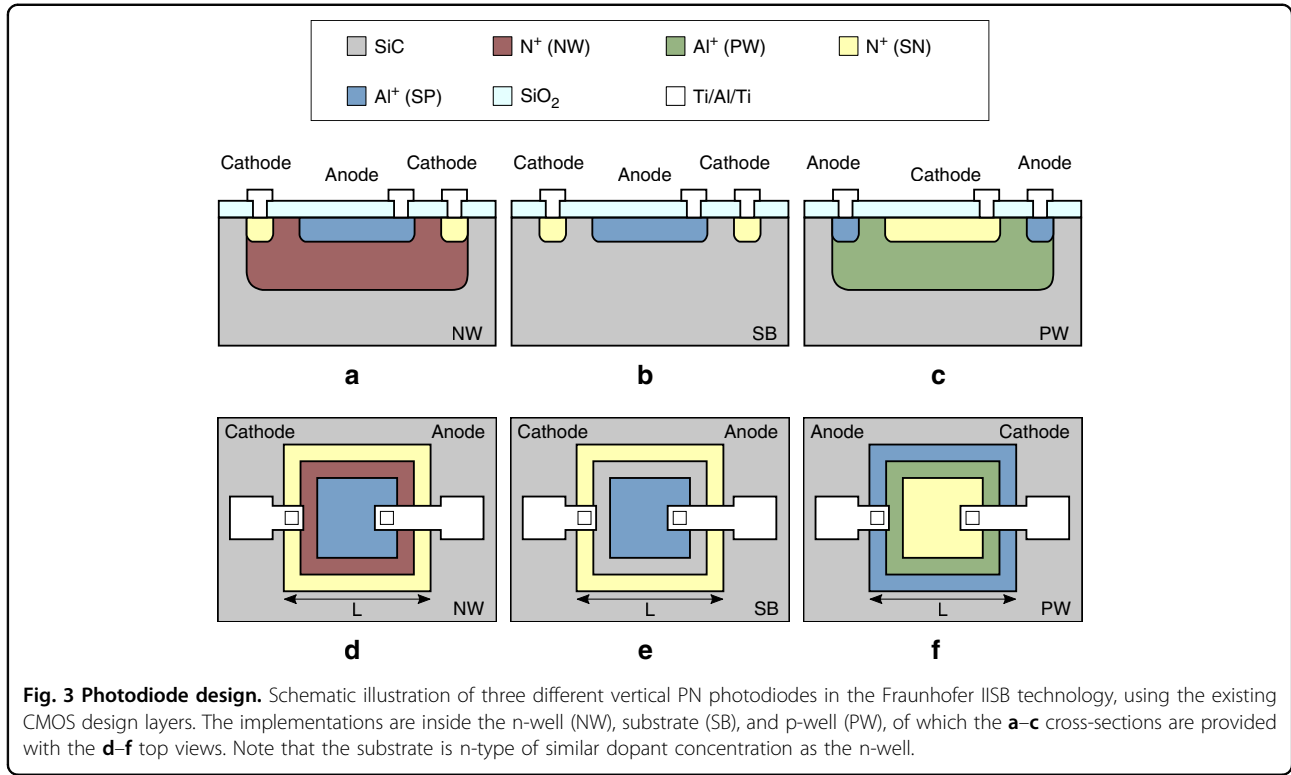 SiC N⁺ (NW) Al⁺ (PW) N⁺ (SN)
Al⁺ (SP) SiO₂ Ti/Al/Ti
Cathode Anode Cathode
NW
a
Cathode Anode Cathode
SB
b
Anode Cathode Anode
PW
c
Cathode Anode
L NW
d
Cathode Anode
L SB
e
Anode Cathode
L PW
f
Fig. 3 Photodiode design. Schematic illustration of three different vertical PN photodiodes in the Fraunhofer IISB technology, using the existing
CMOS design layers. The implementations are inside the n-well (NW), substrate (SB), and p-well (PW), of which the a–c cross-sections are provided
with the d–f top views. Note that the substrate is n-type of similar dopant concentration as the n-well.